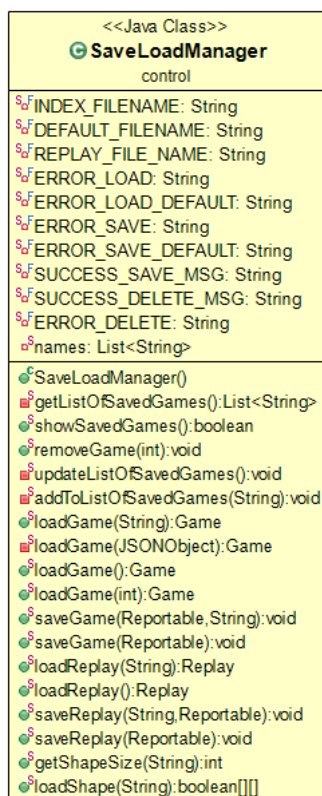 <<Java Class>>
SaveLoadManager
control
INDEX_FILENAME: String
DEFAULT_FILENAME: String
REPLAY_FILE_NAME: String
ERROR_LOAD: String
ERROR_LOAD_DEFAULT: String
ERROR_SAVE: String
ERROR_SAVE_DEFAULT: String
SUCCESS_SAVE_MSG: String
SUCCESS_DELETE_MSG: String
ERROR_DELETE: String
names: List<String>
SaveLoadManager()
getListOfSavedGames():List<String>
showSavedGames():boolean
removeGame(int):void
updateListOfSavedGames():void
addToListOfSavedGames(String):void
loadGame(String):Game
loadGame(JSONObject):Game
loadGame():Game
loadGame(int):Game
saveGame(Reportable,String):void
saveGame(Reportable):void
loadReplay(String):Replay
loadReplay():Replay
saveReplay(String,Reportable):void
saveReplay(Reportable):void
getShapeSize(String):int
loadShape(String):boolean[][]